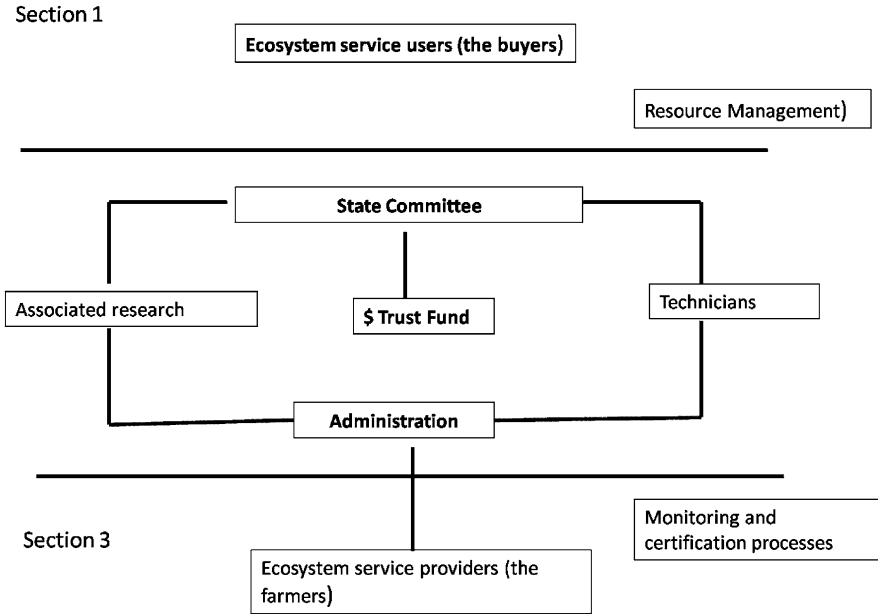 Section 1
Ecosystem service users (the buyers)
Resource Management)
State Committee
Associated research
$ Trust Fund
Technicians
Administration
Section 3
Monitoring and
certification processes
Ecosystem service providers (the
farmers)